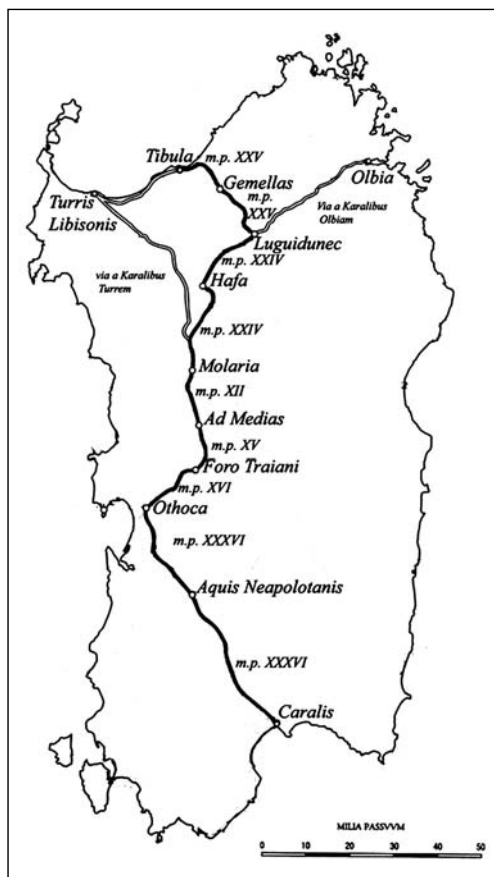 Tibula
m.p. XXV
Gemellas
m.p.
XXV
Olbia
Turris
Libisonis
Via a Karalibus
Olbiam
Luguidunec
m.p. XXIV
Hafa
via a Karalibus
Turrem
m.p. XXIV
Molaria
m.p. XII
Ad Medias
m.p. XV
Foro Traiani
m.p. XVI
Othoca
m.p. XXXVI
Aquis Neapolotanis
m.p. XXXVI
Caralis
MILIA PASSVVM
0 10 20 30 40 50